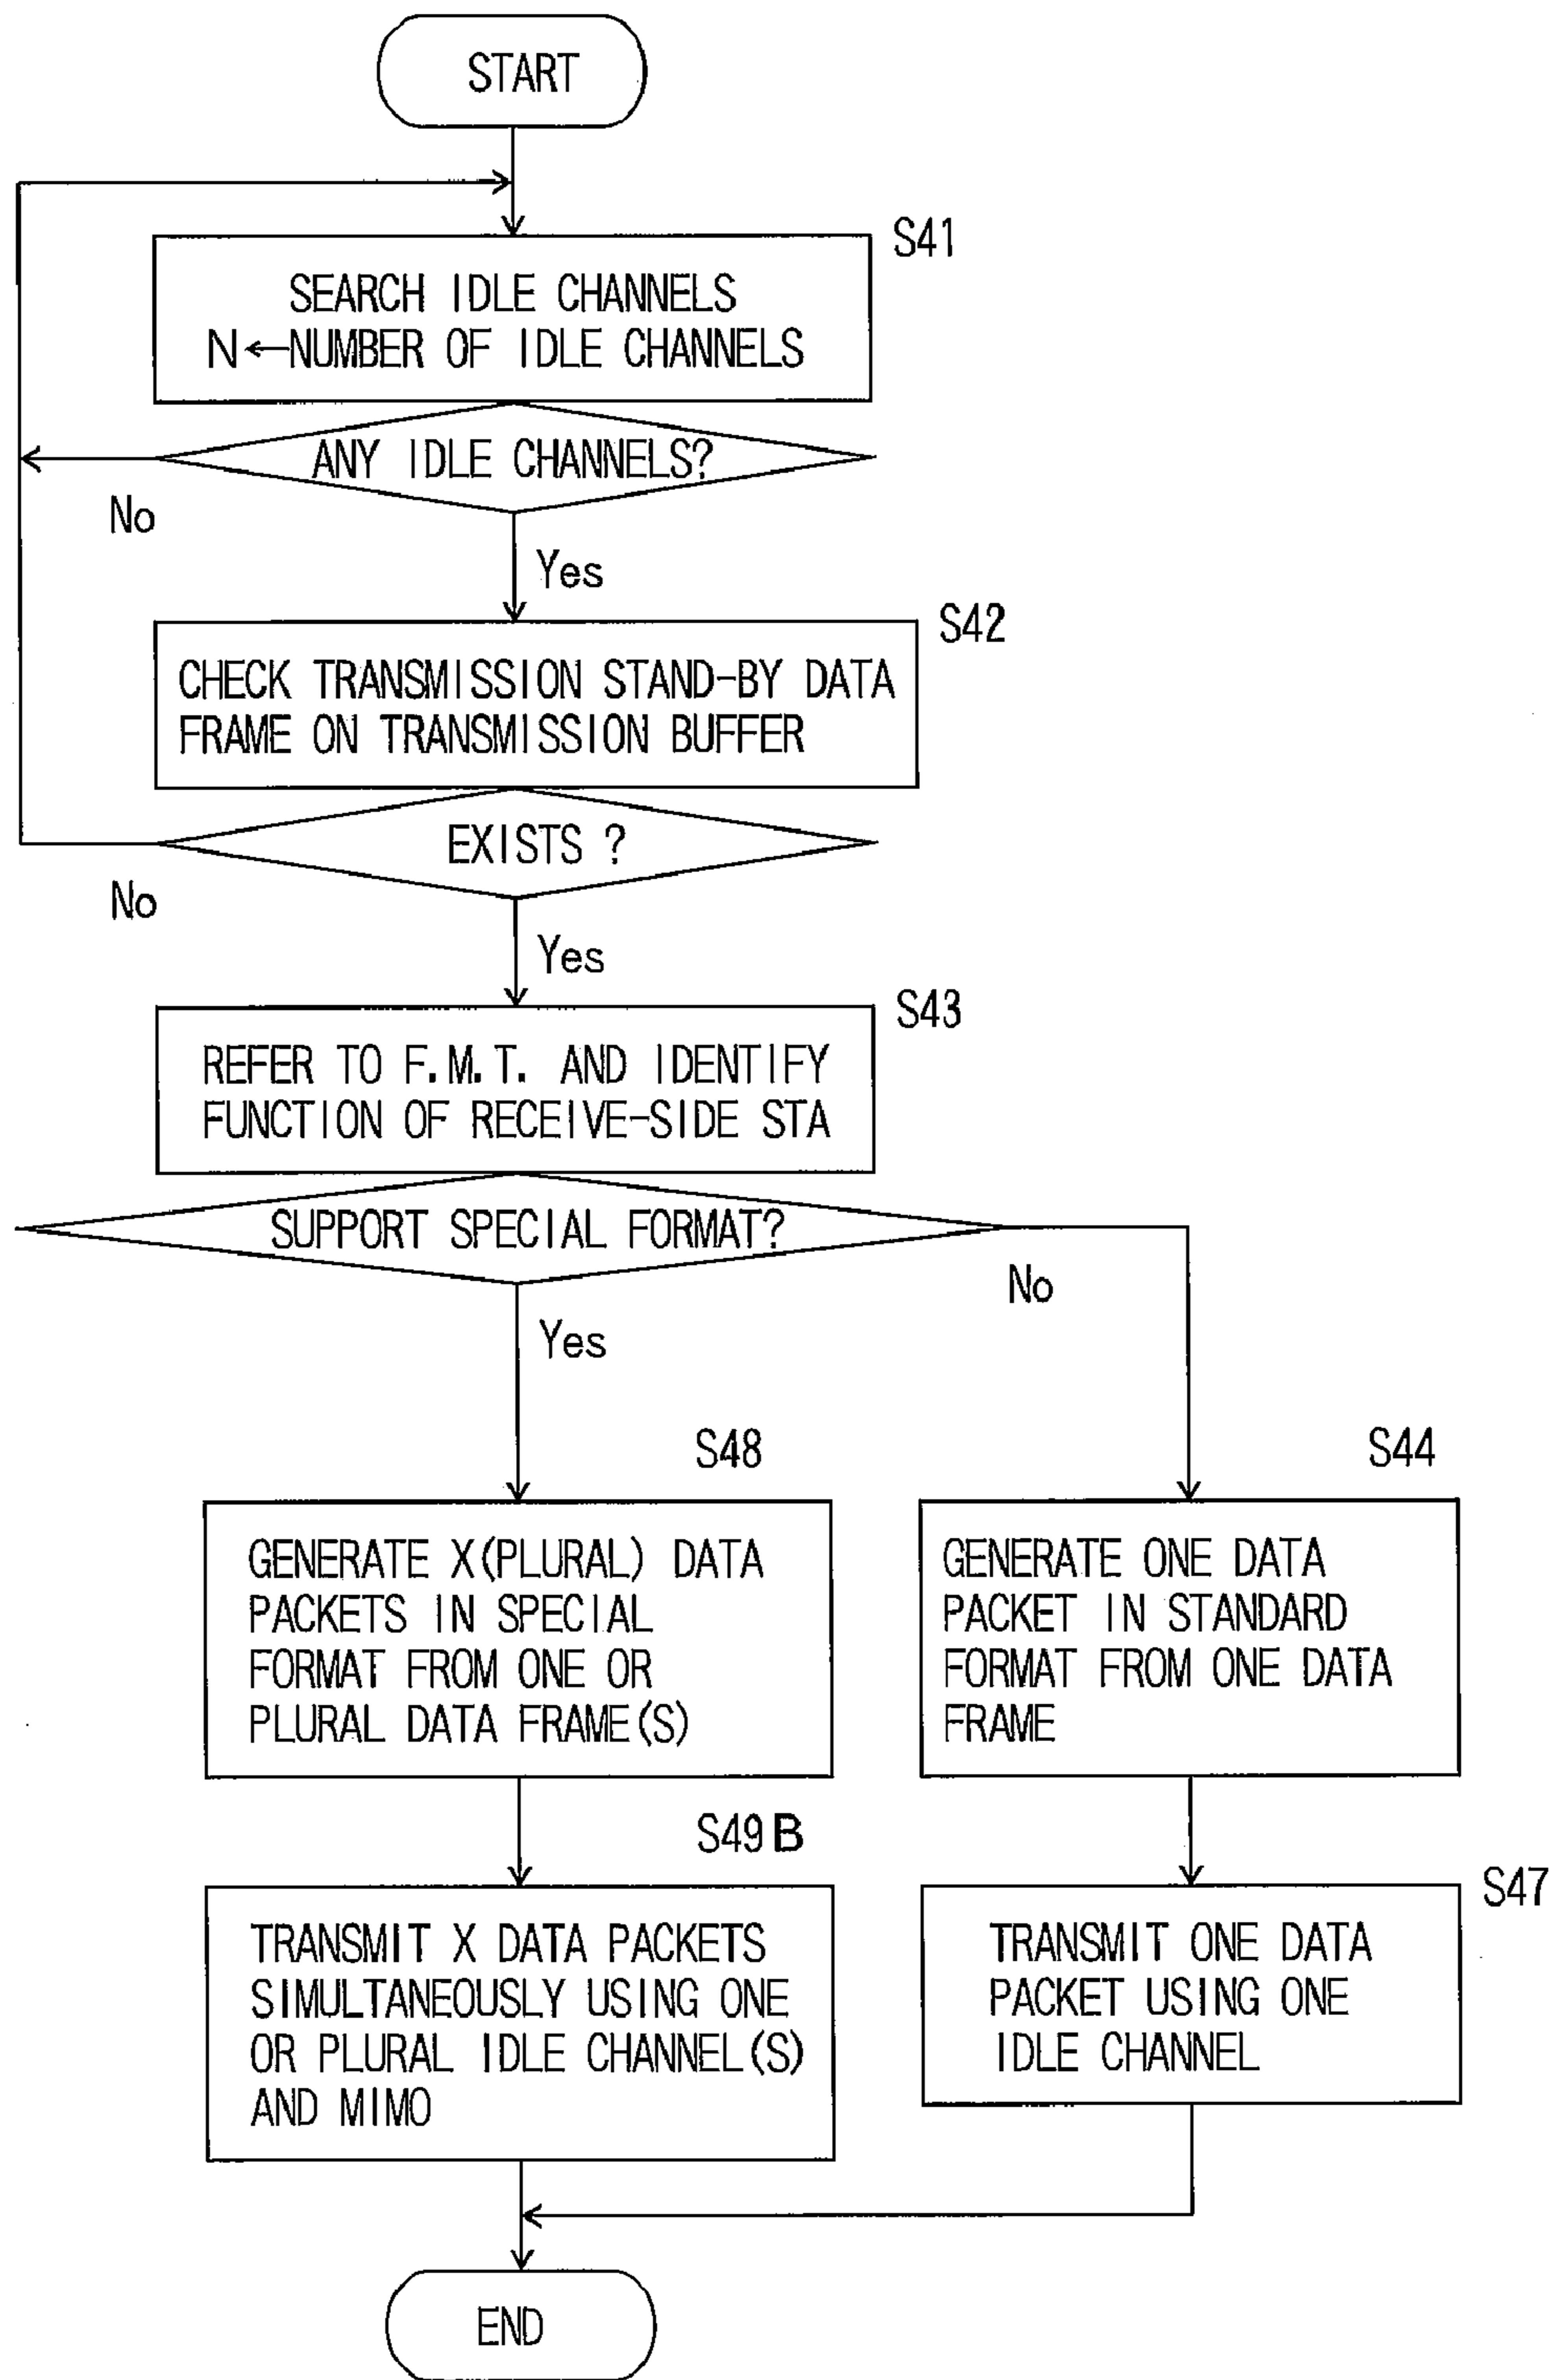 START
S41
SEARCH IDLE CHANNELS
N←NUMBER OF IDLE CHANNELS
ANY IDLE CHANNELS?
No
Yes
S42
CHECK TRANSMISSION STAND-BY DATA
FRAME ON TRANSMISSION BUFFER
EXISTS ?
No
Yes
S43
REFER TO F.M.T. AND IDENTIFY
FUNCTION OF RECEIVE-SIDE STA
SUPPORT SPECIAL FORMAT?
No
Yes
S48
GENERATE X(PLURAL) DATA
PACKETS IN SPECIAL
FORMAT FROM ONE OR
PLURAL DATA FRAME(S)
S44
GENERATE ONE DATA
PACKET IN STANDARD
FORMAT FROM ONE DATA
FRAME
S49B
TRANSMIT X DATA PACKETS
SIMULTANEOUSLY USING ONE
OR PLURAL IDLE CHANNEL(S)
AND MIMO
S47
TRANSMIT ONE DATA
PACKET USING ONE
IDLE CHANNEL
END